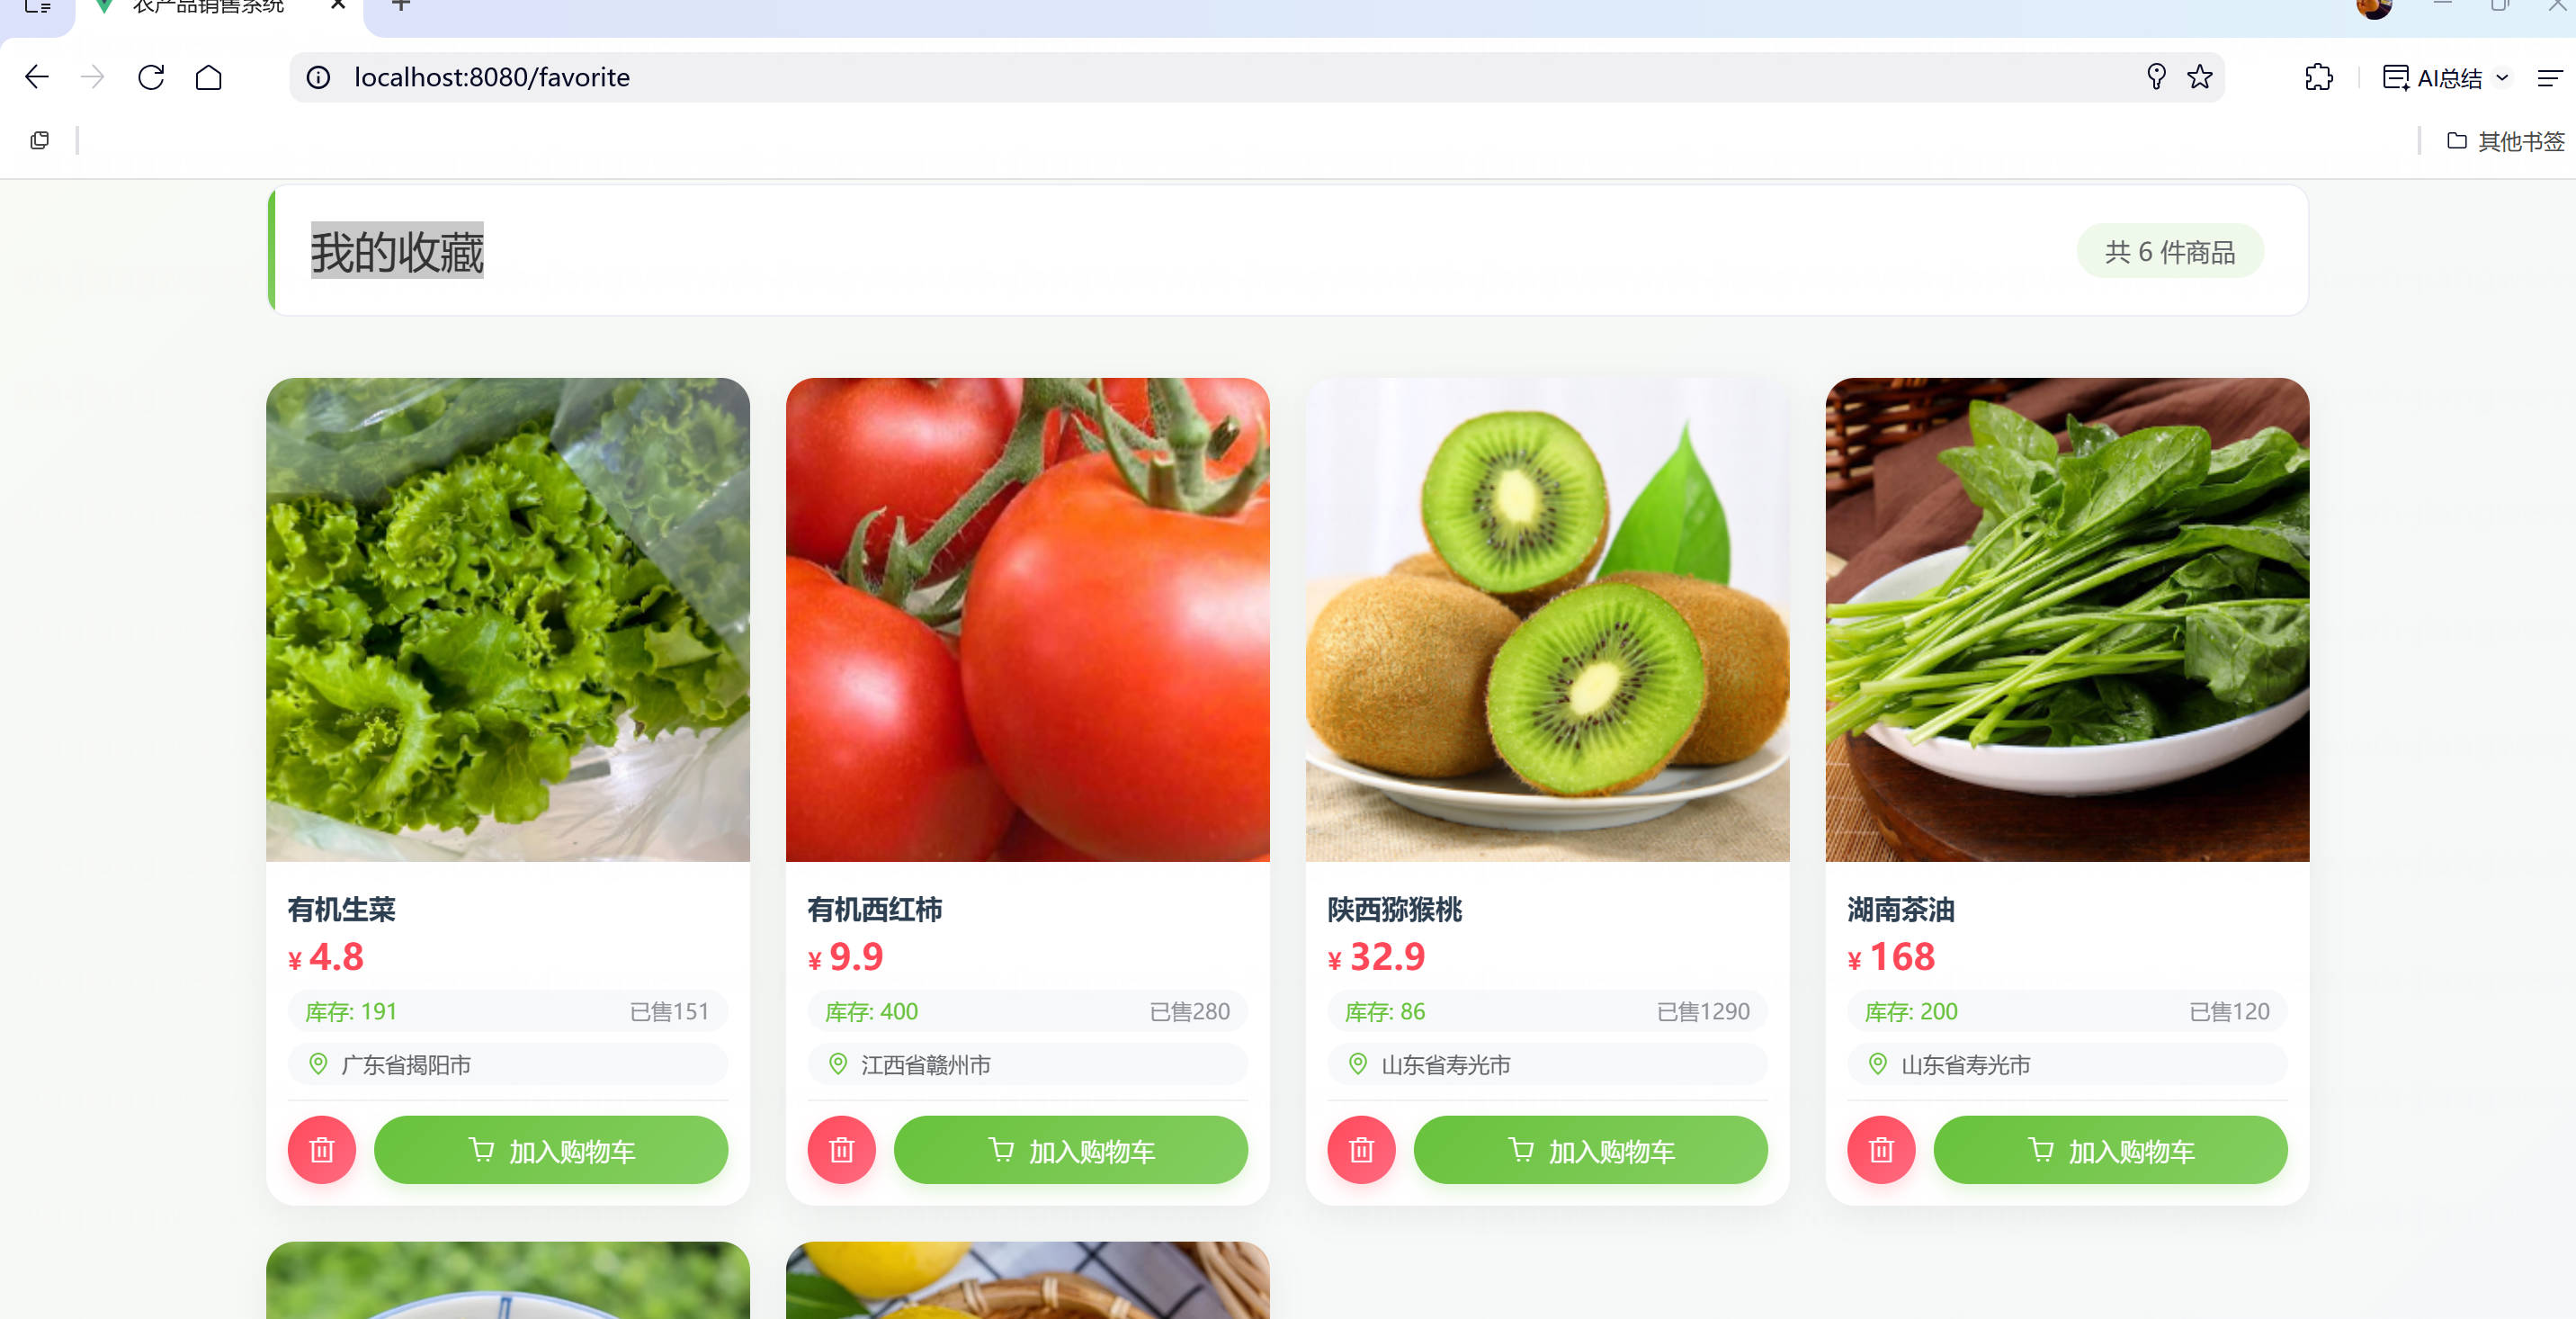 农产品销售系统
localhost:8080/favorite
AI总结
其他书签
我的收藏
共 6 件商品
有机生菜
¥ 4.8
库存: 191 已售151
广东省揭阳市
加入购物车
有机西红柿
¥ 9.9
库存: 400 已售280
江西省赣州市
加入购物车
陕西猕猴桃
¥ 32.9
库存: 86 已售1290
山东省寿光市
加入购物车
湖南茶油
¥ 168
库存: 200 已售120
山东省寿光市
加入购物车